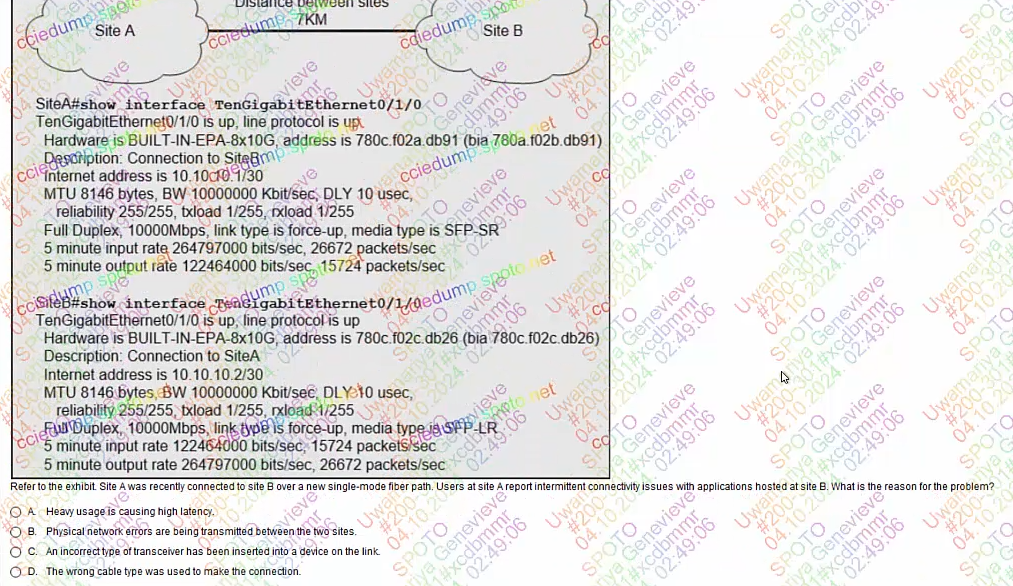 Distance between sites
7KM
Site A
Site B
SiteA#show interface TenGigabitEthernet0/1/0
TenGigabitEthernet0/1/0 is up, line protocol is up
Hardware is BUILT-IN-EPA-8x10G, address is 780c.f02a.db91 (bia 780a.f02b.db91)
Description: Connection to SiteB
Internet address is 10.10.10.1/30
MTU 8146 bytes, BW 10000000 Kbit/sec, DLY 10 usec,
reliability 255/255, txload 1/255, rxload 1/255
Full Duplex, 10000Mbps, link type is force-up, media type is SFP-SR
5 minute input rate 264797000 bits/sec, 26672 packets/sec
5 minute output rate 122464000 bits/sec, 15724 packets/sec
SiteB#show interface TenGigabitEthernet0/1/0
TenGigabitEthernet0/1/0 is up, line protocol is up
Hardware is BUILT-IN-EPA-8x10G, address is 780c.f02c.db26 (bia 780c.f02c.db26)
Description: Connection to SiteA
Internet address is 10.10.10.2/30
MTU 8146 bytes, BW 10000000 Kbit/sec, DLY 10 usec,
reliability 255/255, txload 1/255, rxload 1/255
Full Duplex, 10000Mbps, link type is force-up, media type is SFP-LR
5 minute input rate 122464000 bits/sec, 15724 packets/sec
5 minute output rate 264797000 bits/sec, 26672 packets/sec
Refer to the exhibit. Site A was recently connected to site B over a new single-mode fiber path. Users at site A report intermittent connectivity issues with applications hosted at site B. What is the reason for the problem?
A. Heavy usage is causing high latency.
B. Physical network errors are being transmitted between the two sites.
C. An incorrect type of transceiver has been inserted into a device on the link.
D. The wrong cable type was used to make the connection.